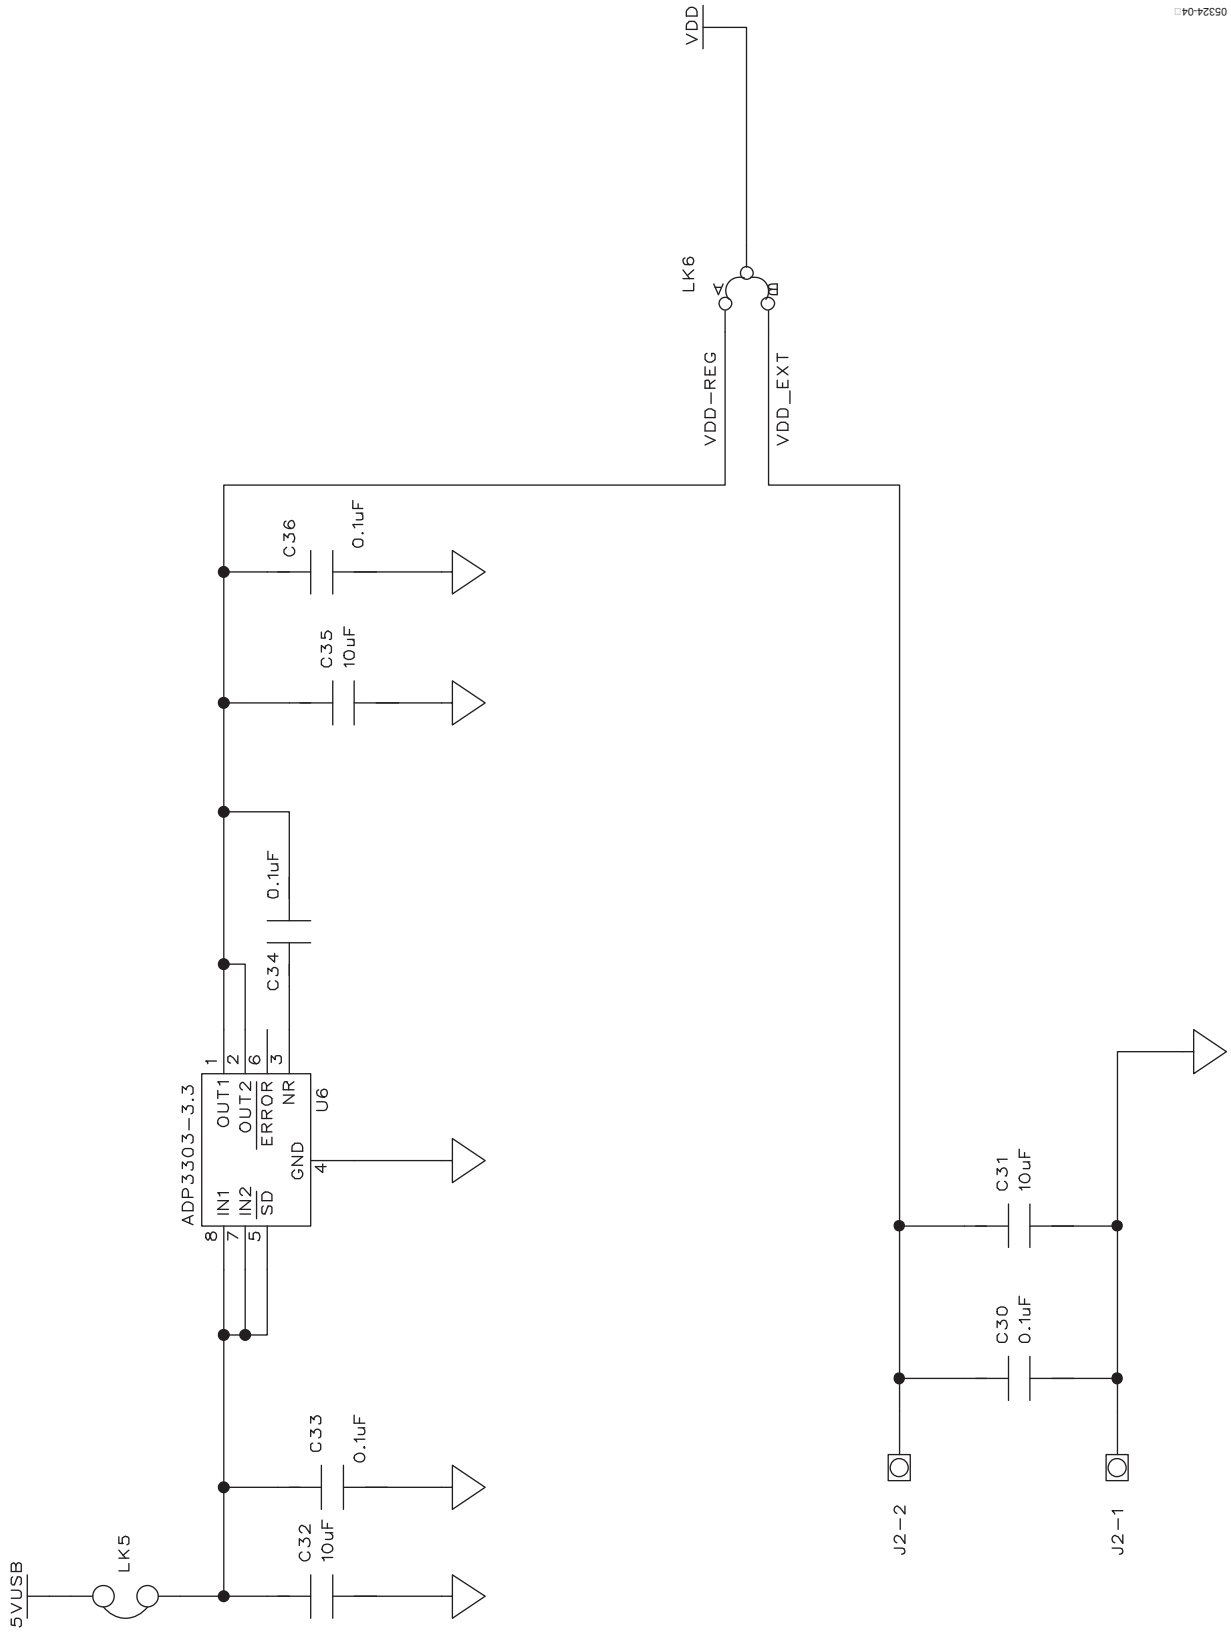 5VUSB
LK5
C32
10uF
C33
0.1uF
ADP3303-3.3
8
IN1
7
IN2
5
SD
GND
4
OUT1
1
OUT2
2
ERROR
6
NR
3
U6
C34
0.1uF
C35
10uF
C36
0.1uF
VDD-REG
VDD_EXT
LK6
A
B
VDD
J2-2
J2-1
C30
0.1uF
C31
10uF
05324-04